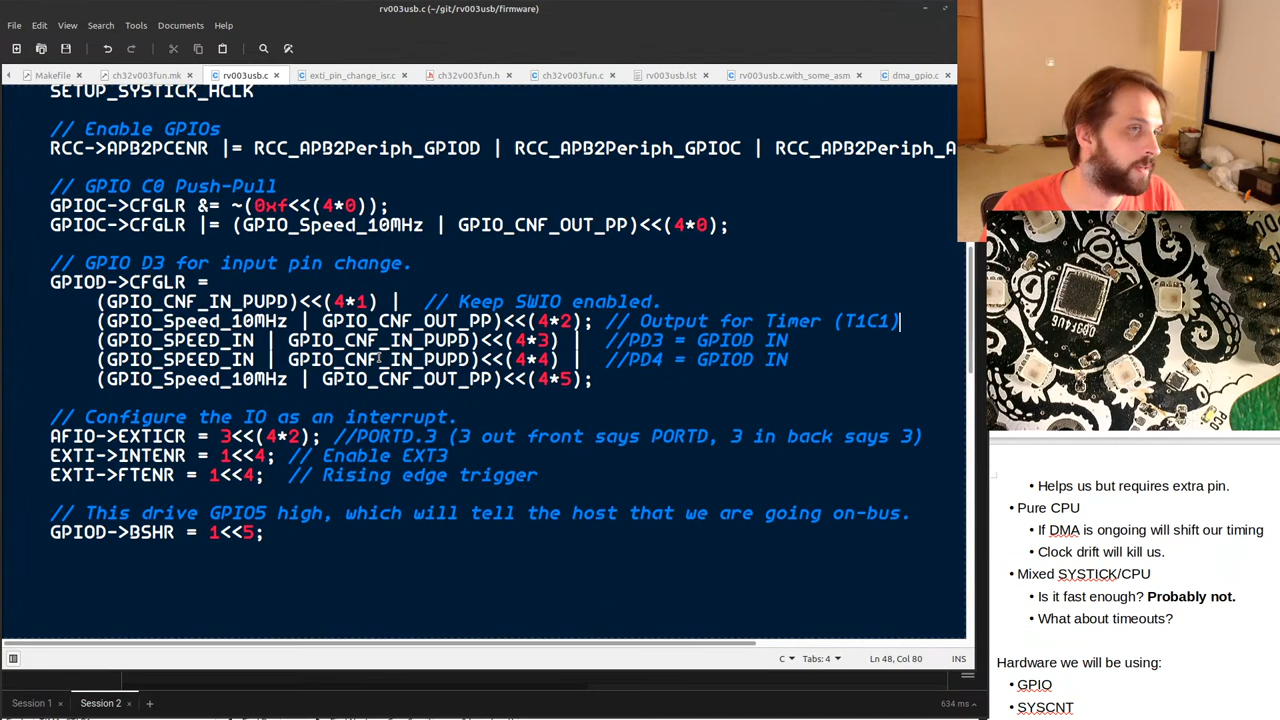 rv003usb.c (~/git/rv003usb/firmware)
File Edit View Search Tools Documents Help
Makefile ch32v003fun.mk rv003usb.c exti_pin_change_isr.c ch32v003fun.h ch32v003fun.c rv003usb.lst rv003usb.c.with_some_asm dma_gpio.c
SETUP_SYSTICK_HCLK
// Enable GPIOs
RCC->APB2PCENR |= RCC_APB2Periph_GPIOD | RCC_APB2Periph_GPIOC | RCC_APB2Periph_A
// GPIO C0 Push-Pull
GPIOC->CFGLR &= ~(0xf<<(4*0));
GPIOC->CFGLR |= (GPIO_Speed_10MHz | GPIO_CNF_OUT_PP)<<(4*0);
// GPIO D3 for input pin change.
GPIOD->CFGLR =
(GPIO_CNF_IN_PUPD)<<(4*1) | // Keep SWIO enabled.
(GPIO_Speed_10MHz | GPIO_CNF_OUT_PP)<<(4*2); // Output for Timer (T1C1)
(GPIO_SPEED_IN | GPIO_CNF_IN_PUPD)<<(4*3) | //PD3 = GPIOD IN
(GPIO_SPEED_IN | GPIO_CNF_IN_PUPD)<<(4*4) | //PD4 = GPIOD IN
(GPIO_Speed_10MHz | GPIO_CNF_OUT_PP)<<(4*5);
// Configure the IO as an interrupt.
AFIO->EXTICR = 3<<(4*2); //PORTD.3 (3 out front says PORTD, 3 in back says 3)
EXTI->INTENR = 1<<4; // Enable EXT3
EXTI->FTENR = 1<<4; // Rising edge trigger
// This drive GPIO5 high, which will tell the host that we are going on-bus.
GPIOD->BSHR = 1<<5;
C Tabs: 4 Ln 48, Col 80 INS
Session 1 Session 2 634 ms
• Helps us but requires extra pin.
• Pure CPU
• If DMA is ongoing will shift our timing
• Clock drift will kill us.
• Mixed SYSTICK/CPU
• Is it fast enough? Probably not.
• What about timeouts?
Hardware we will be using:
• GPIO
• SYSCNT